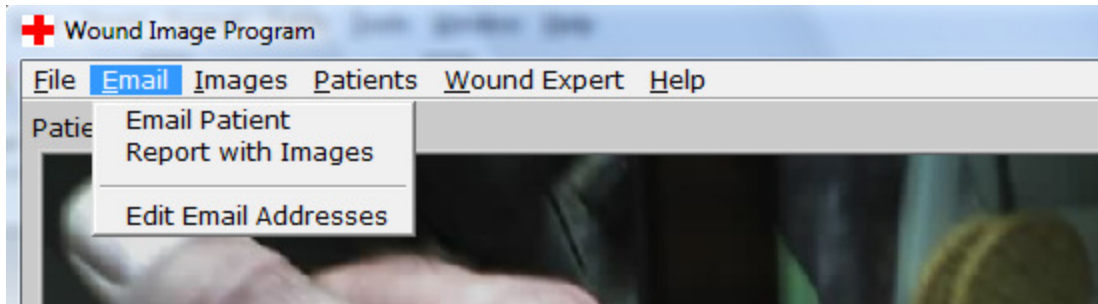 Wound Image Program
File Email Images Patients Wound Expert Help
Patie
Email Patient
Report with Images
Edit Email Addresses